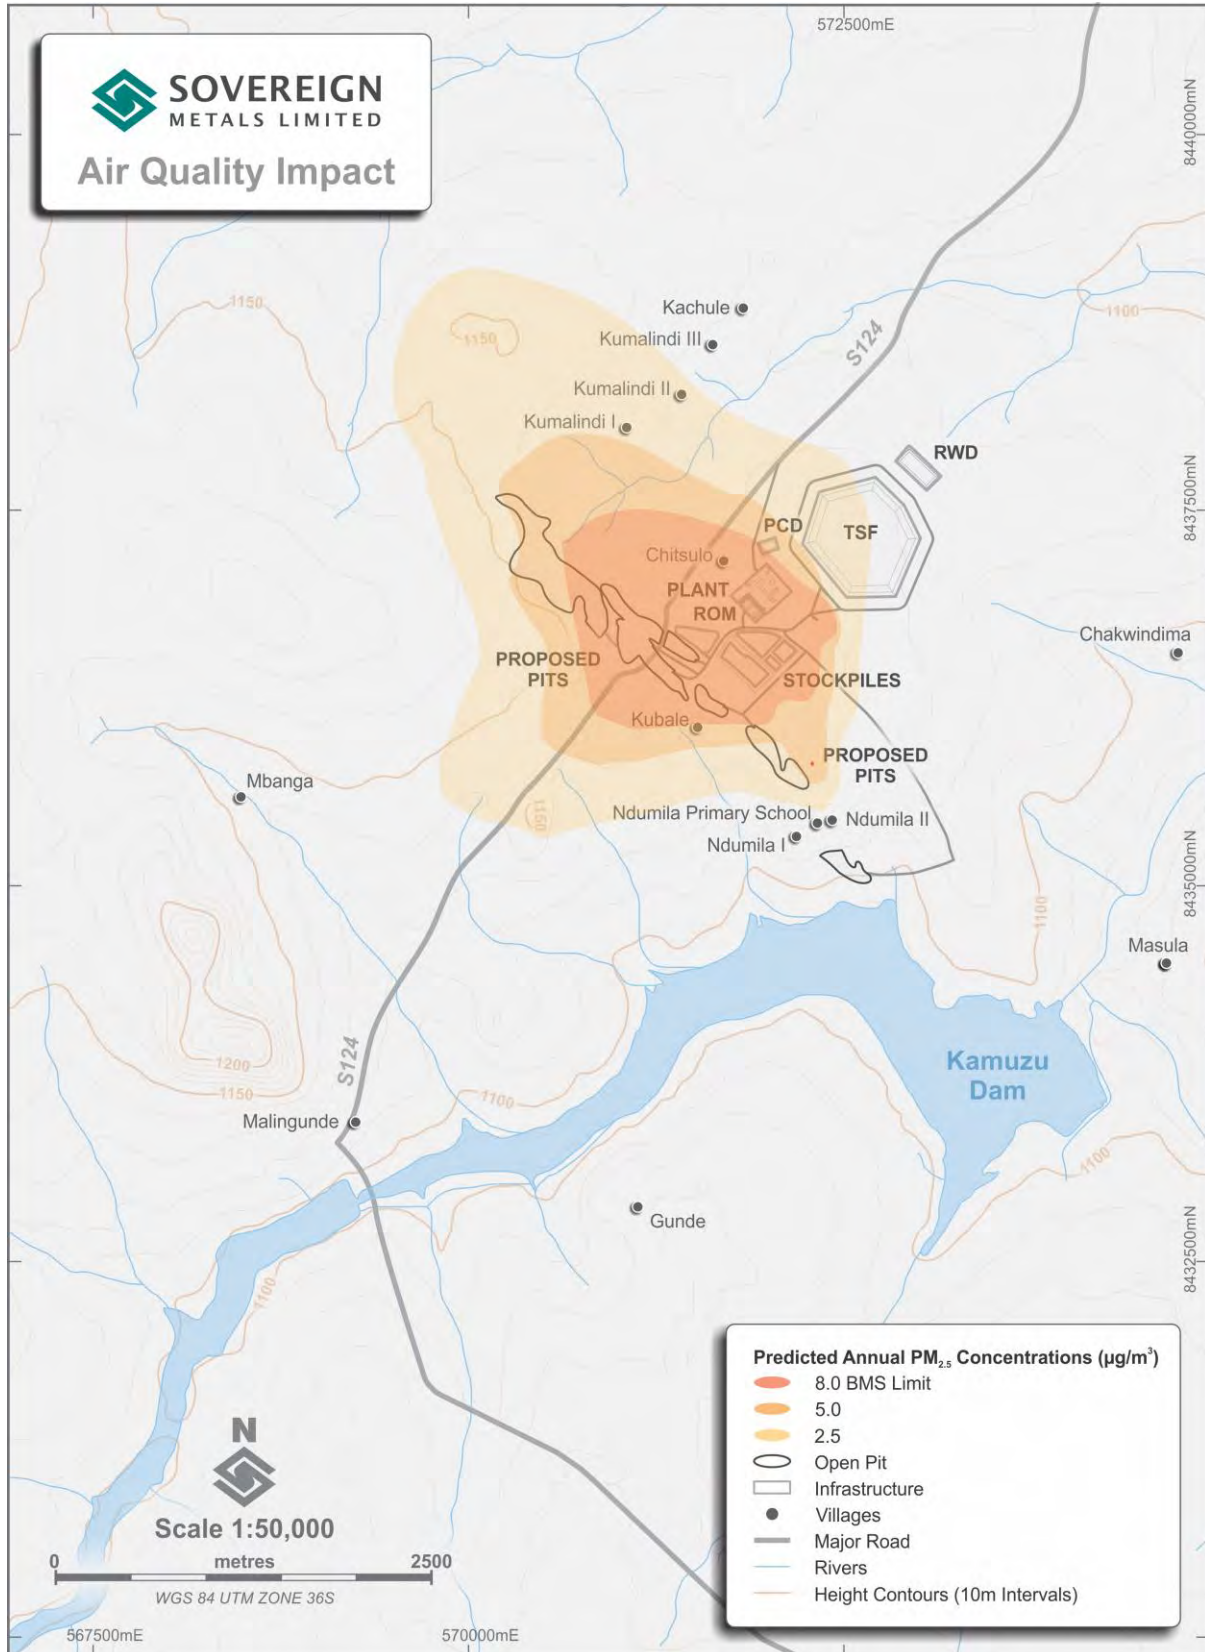 572500mE
SOVEREIGN
METALS LIMITED
Air Quality Impact
8440000mN
1150
1100
S124
Kachule
Kumalindi III
1150
Kumalindi II
Kumalindi I
RWD
8437500mN
PCD
TSF
Chitsulo
PLANT
ROM
Chakwindima
PROPOSED
PITS
STOCKPILES
Kubale
PROPOSED
PITS
Mbanga
1150
Ndumila Primary School
Ndumila II
Ndumila I
8435000mN
1100
Masula
1200
1150
S124
1100
Kamuzu
Dam
Malingunde
1100
Gunde
8432500mN
1100
Predicted Annual PM2.5 Concentrations (µg/m³)
8.0 BMS Limit
5.0
2.5
Open Pit
Infrastructure
Villages
Major Road
Rivers
Height Contours (10m Intervals)
N
Scale 1:50,000
0 metres 2500
WGS 84 UTM ZONE 36S
567500mE
570000mE